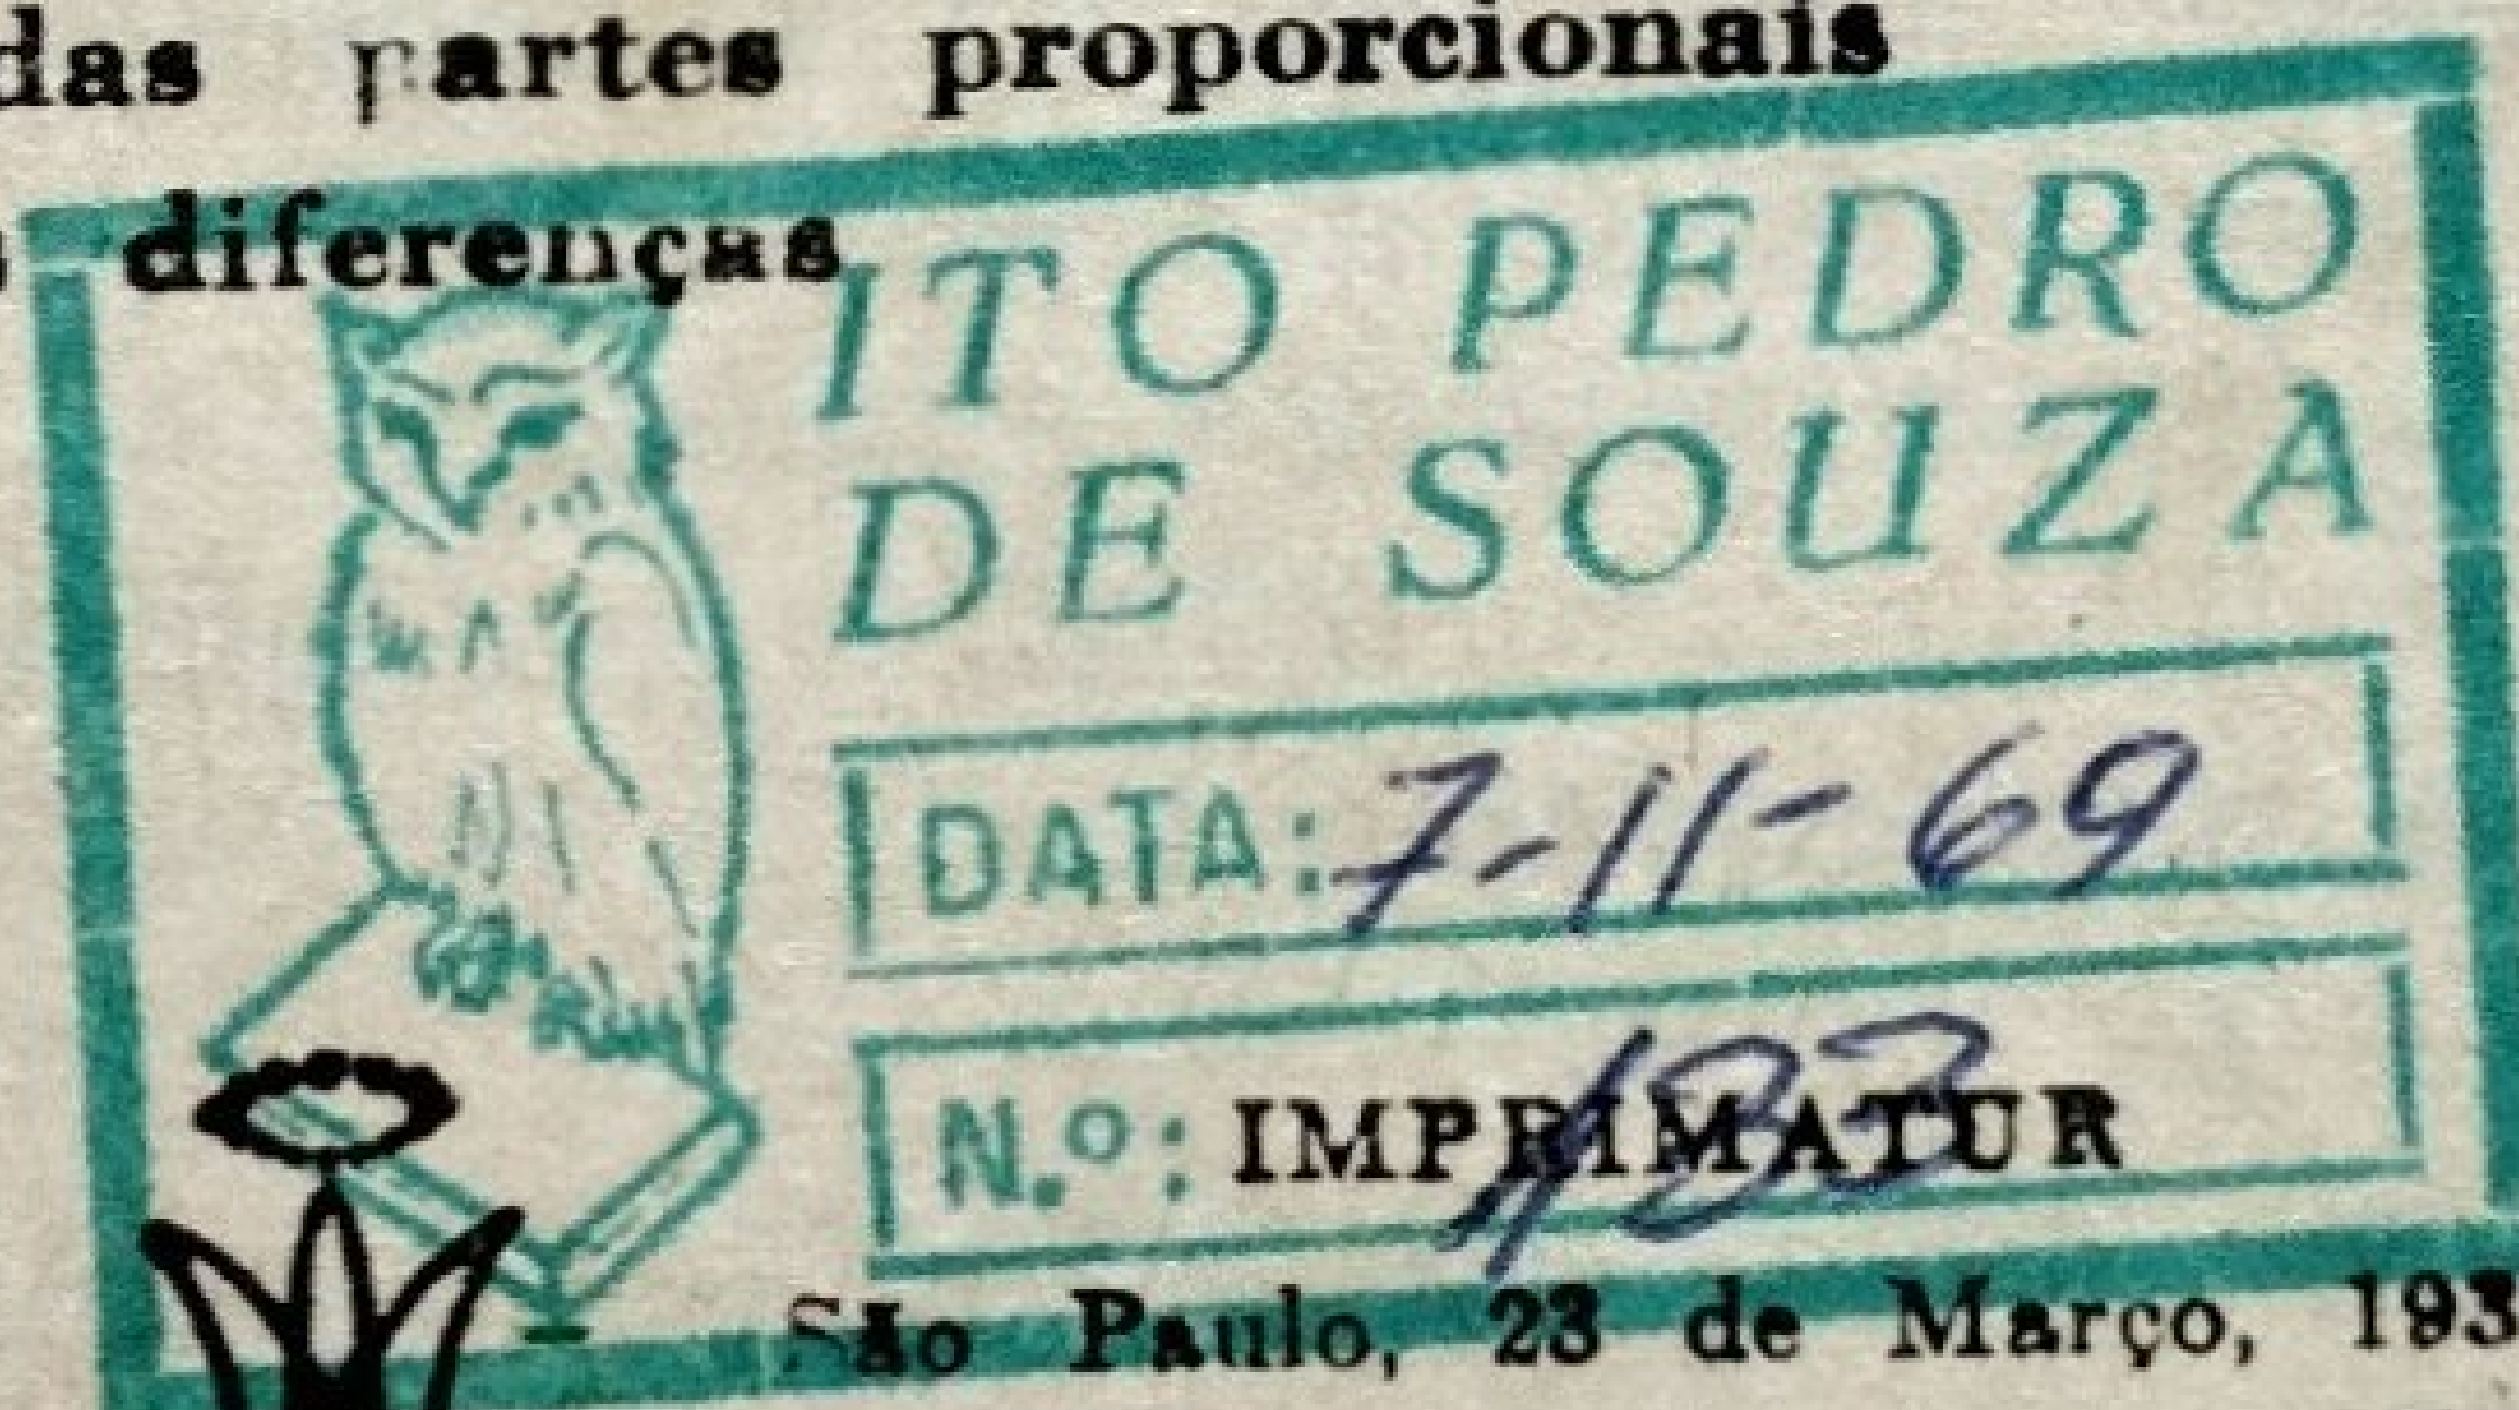 das partes proporcionais
s diferenças
ITO PEDRO
DE SOUZA
DATA: 7-11-69
N.º: 133
IMPRIMATUR
São Paulo, 23 de Março, 193